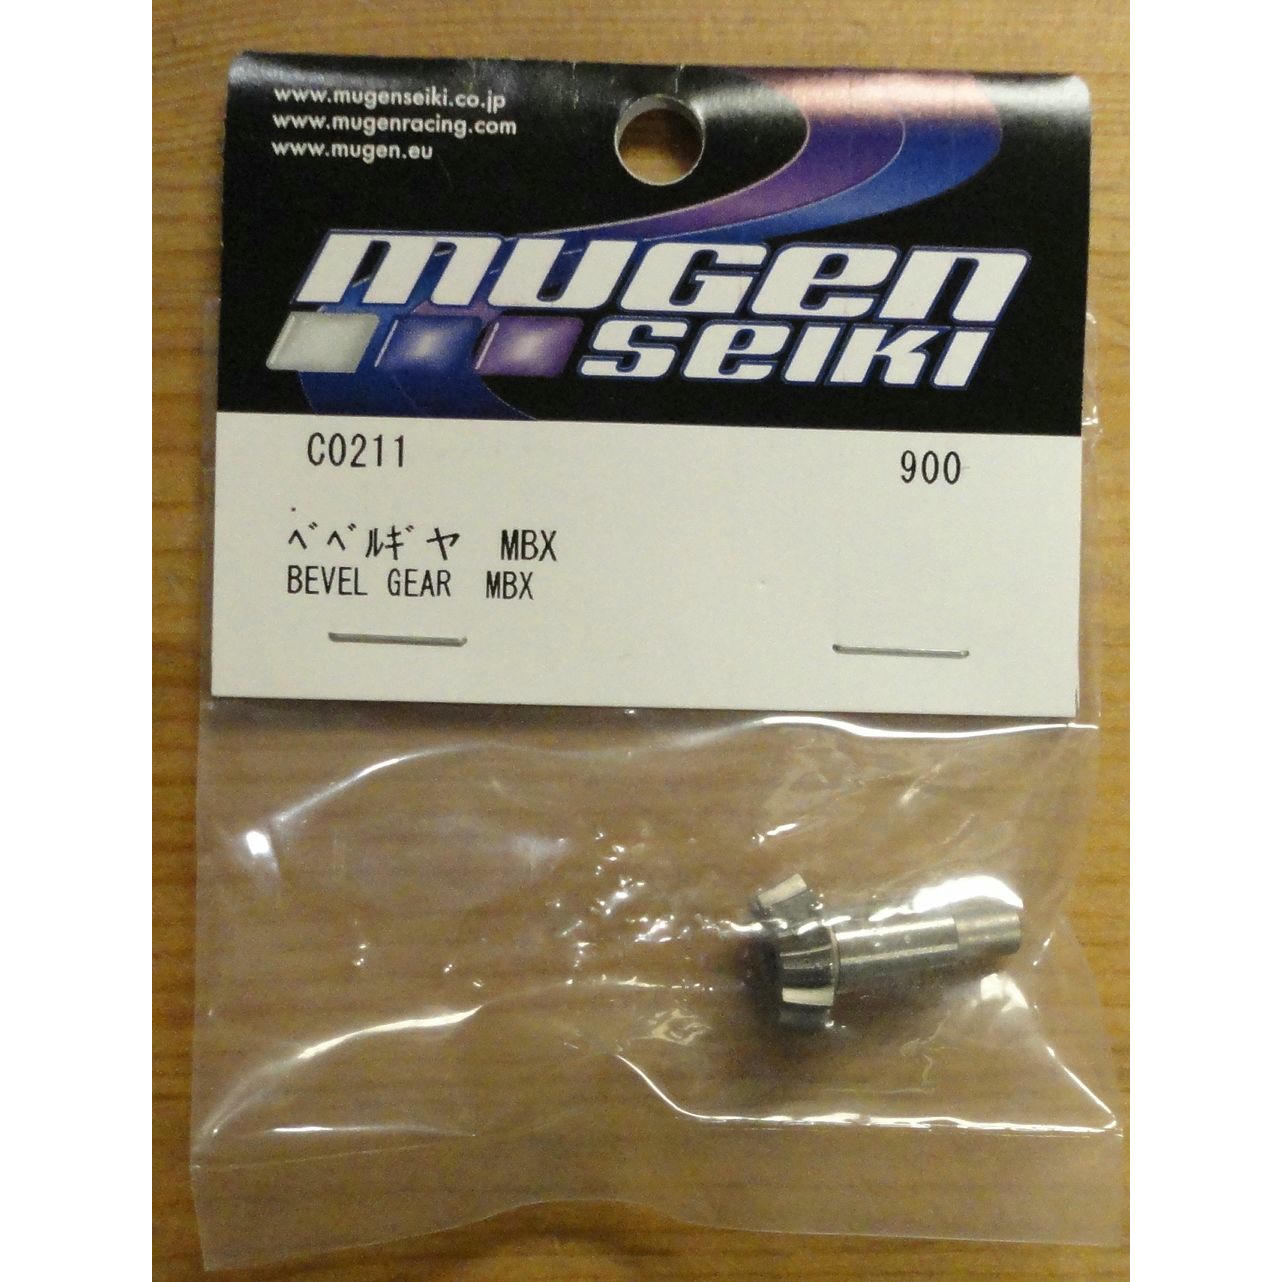 www.mugenseiki.co.jp
www.mugenracing.com
www.mugen.eu
mugen
seiki
C0211 900
ﾍﾞﾍﾞﾙｷﾞﾔ MBX
BEVEL GEAR MBX